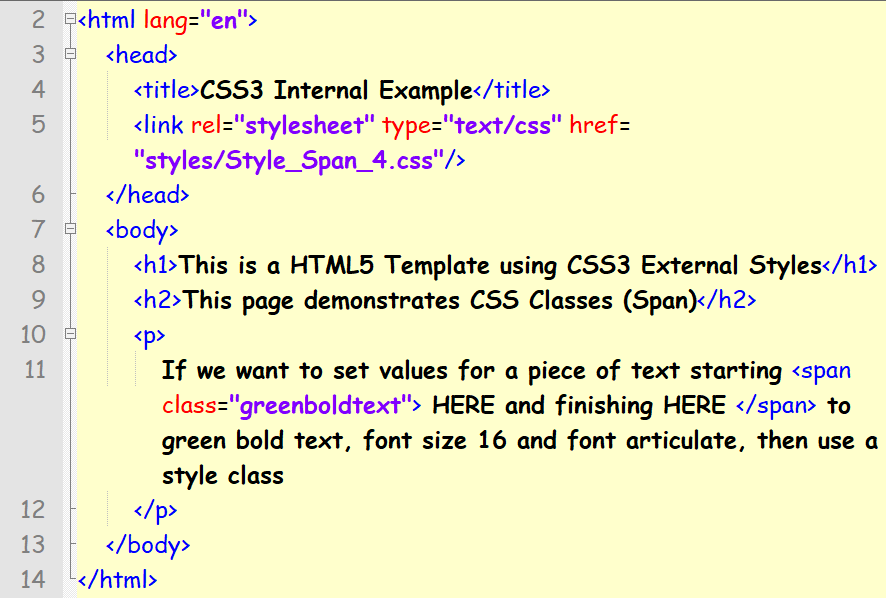 2 <html lang="en">
3 <head>
4 <title>CSS3 Internal Example</title>
5 <link rel="stylesheet" type="text/css" href=
"styles/Style_Span_4.css"/>
6 </head>
7 <body>
8 <h1>This is a HTML5 Template using CSS3 External Styles</h1>
9 <h2>This page demonstrates CSS Classes (Span)</h2>
10 <p>
11 If we want to set values for a piece of text starting <span
class="greenboldtext"> HERE and finishing HERE </span> to
green bold text, font size 16 and font articulate, then use a
style class
12 </p>
13 </body>
14 </html>